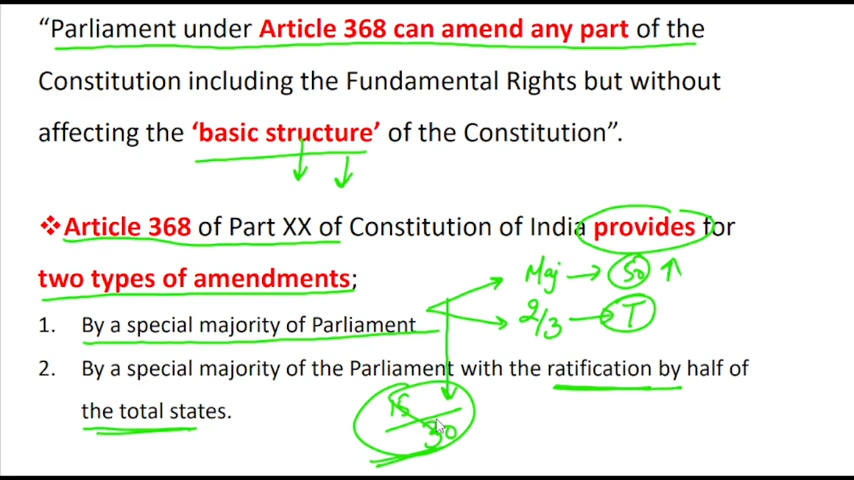 “Parliament under Article 368 can amend any part of the
Constitution including the Fundamental Rights but without
affecting the ‘basic structure’ of the Constitution”.
❖Article 368 of Part XX of Constitution of India provides for
two types of amendments;
Maj → 50 ↑
1. By a special majority of Parliament
2/3 → T
2. By a special majority of the Parliament with the ratification by half of
the total states.
15
30